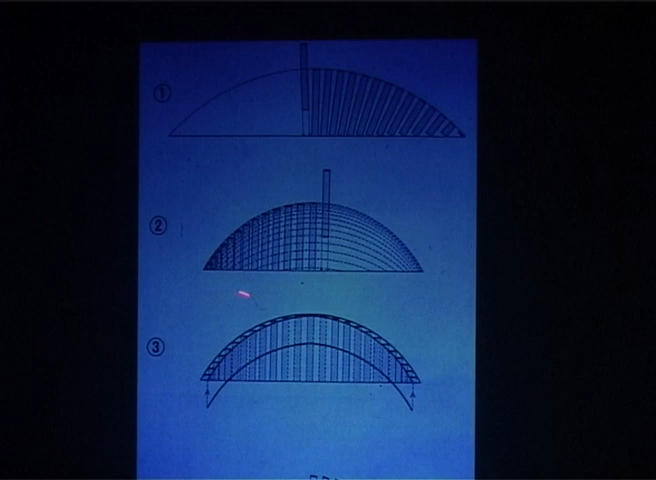 ①
②
③